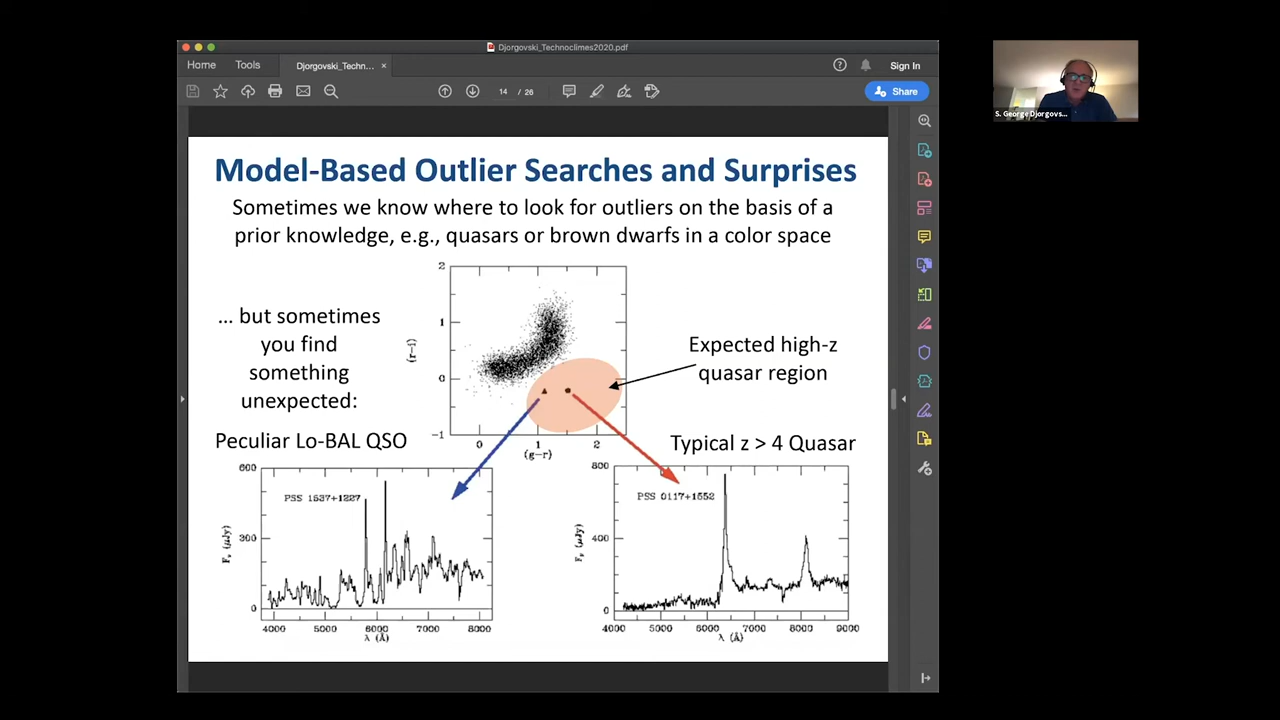 Djorgovski_Technoclimes2020.pdf
Home
Tools
Djorgovski_Techn...
×
Sign In
14 / 26
Share
S. George Djorgovs...
Model-Based Outlier Searches and Surprises
Sometimes we know where to look for outliers on the basis of a
prior knowledge, e.g., quasars or brown dwarfs in a color space
... but sometimes
you find
something
unexpected:
2
1
0
-1
(r-i)
0
1
2
(g-r)
Expected high-z
quasar region
Peculiar Lo-BAL QSO
Typical z > 4 Quasar
600
300
0
Fν (μJy)
PSS 1537+1227
4000
5000
6000
7000
8000
λ (Å)
800
400
0
Fν (μJy)
PSS 0117+1552
4000
5000
6000
7000
8000
9000
λ (Å)